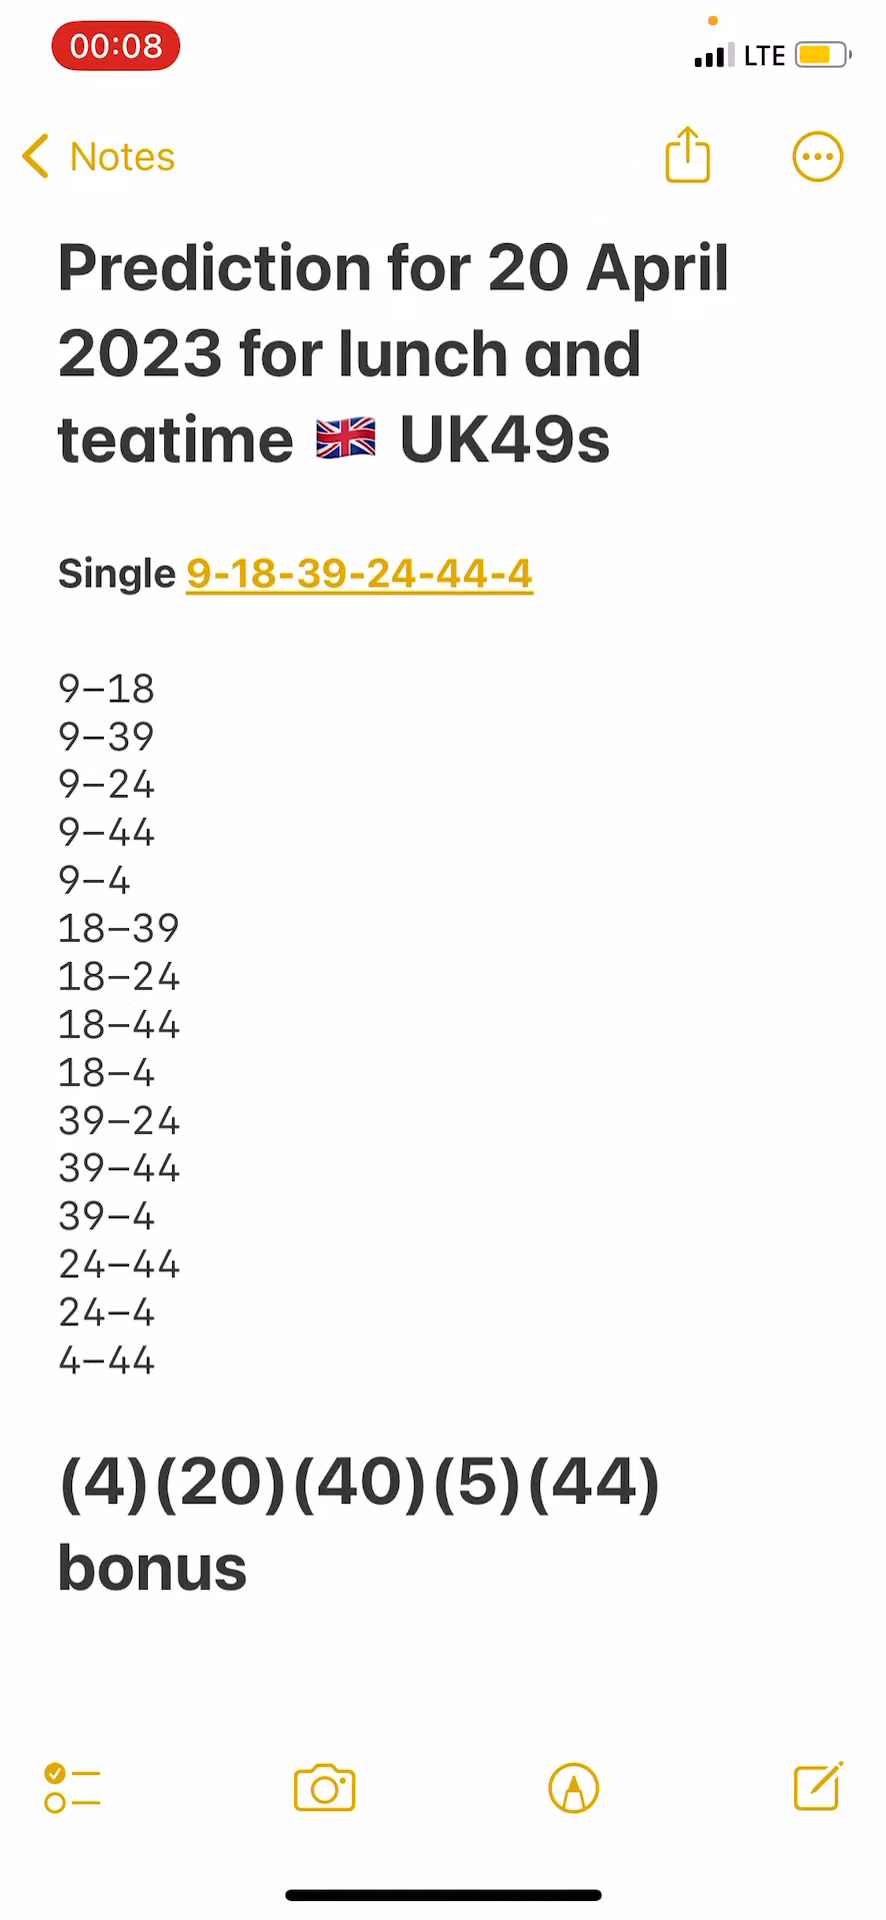 00:08
LTE
Notes
Prediction for 20 April
2023 for lunch and
teatime 🇬🇧 UK49s
Single 9-18-39-24-44-4
9–18
9–39
9–24
9–44
9–4
18–39
18–24
18–44
18–4
39–24
39–44
39–4
24–44
24–4
4–44
(4)(20)(40)(5)(44)
bonus